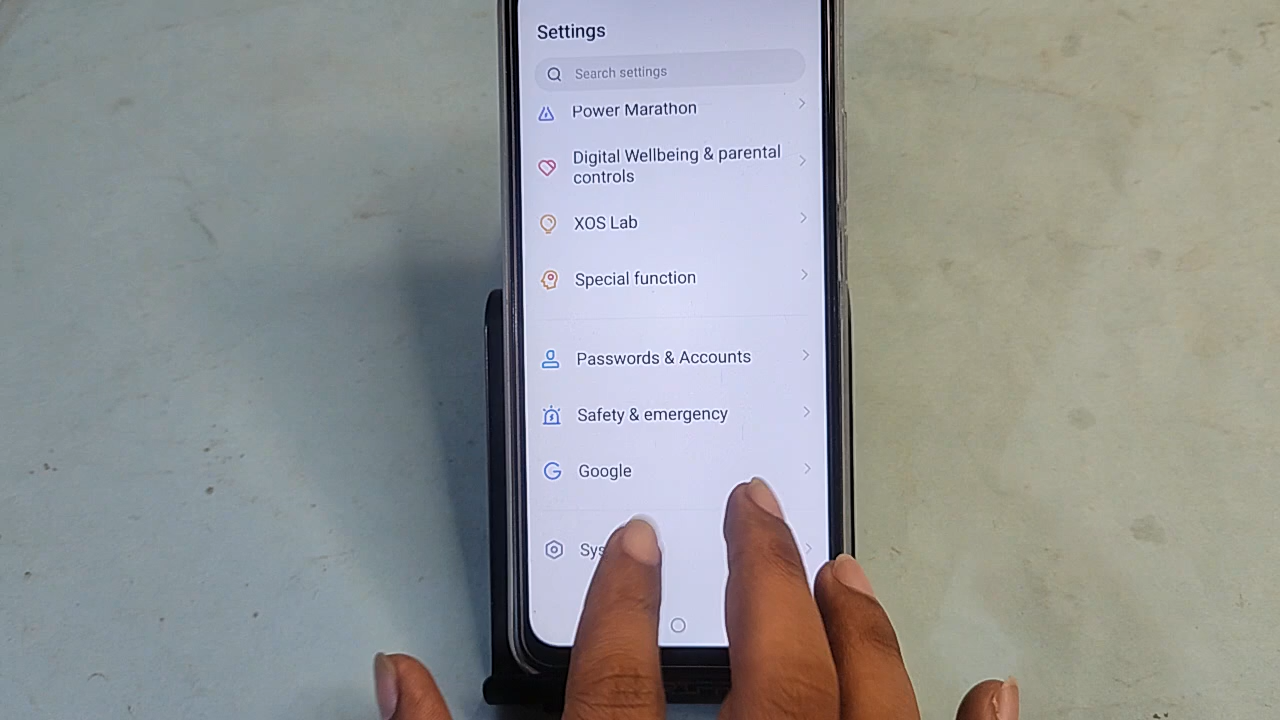 Settings
Search settings
Power Marathon
Digital Wellbeing & parental
controls
XOS Lab
Special function
Passwords & Accounts
Safety & emergency
Google
Sys